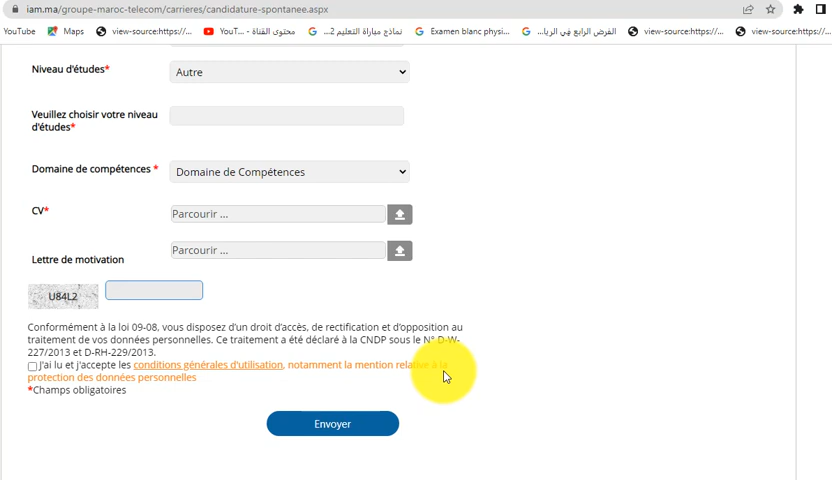 iam.ma/groupe-maroc-telecom/carrieres/candidature-spontanee.aspx
YouTube Maps view-source:https://... YouT... - محتوى القناة نماذج مباراة التعليم 2... Examen blanc physi... الفرض الرابع في الريا... view-source:https://... view-source:https://...
Niveau d'études*
Autre
Veuillez choisir votre niveau
d'études*
Domaine de compétences *
Domaine de Compétences
CV*
Parcourir ...
Lettre de motivation
Parcourir ...
U84L2
Conformément à la loi 09-08, vous disposez d'un droit d'accès, de rectification et d'opposition au
traitement de vos données personnelles. Ce traitement a été déclaré à la CNDP sous le N° D-W-
227/2013 et D-RH-229/2013.
J'ai lu et j'accepte les conditions générales d'utilisation, notamment la mention relative à la
protection des données personnelles
*Champs obligatoires
Envoyer